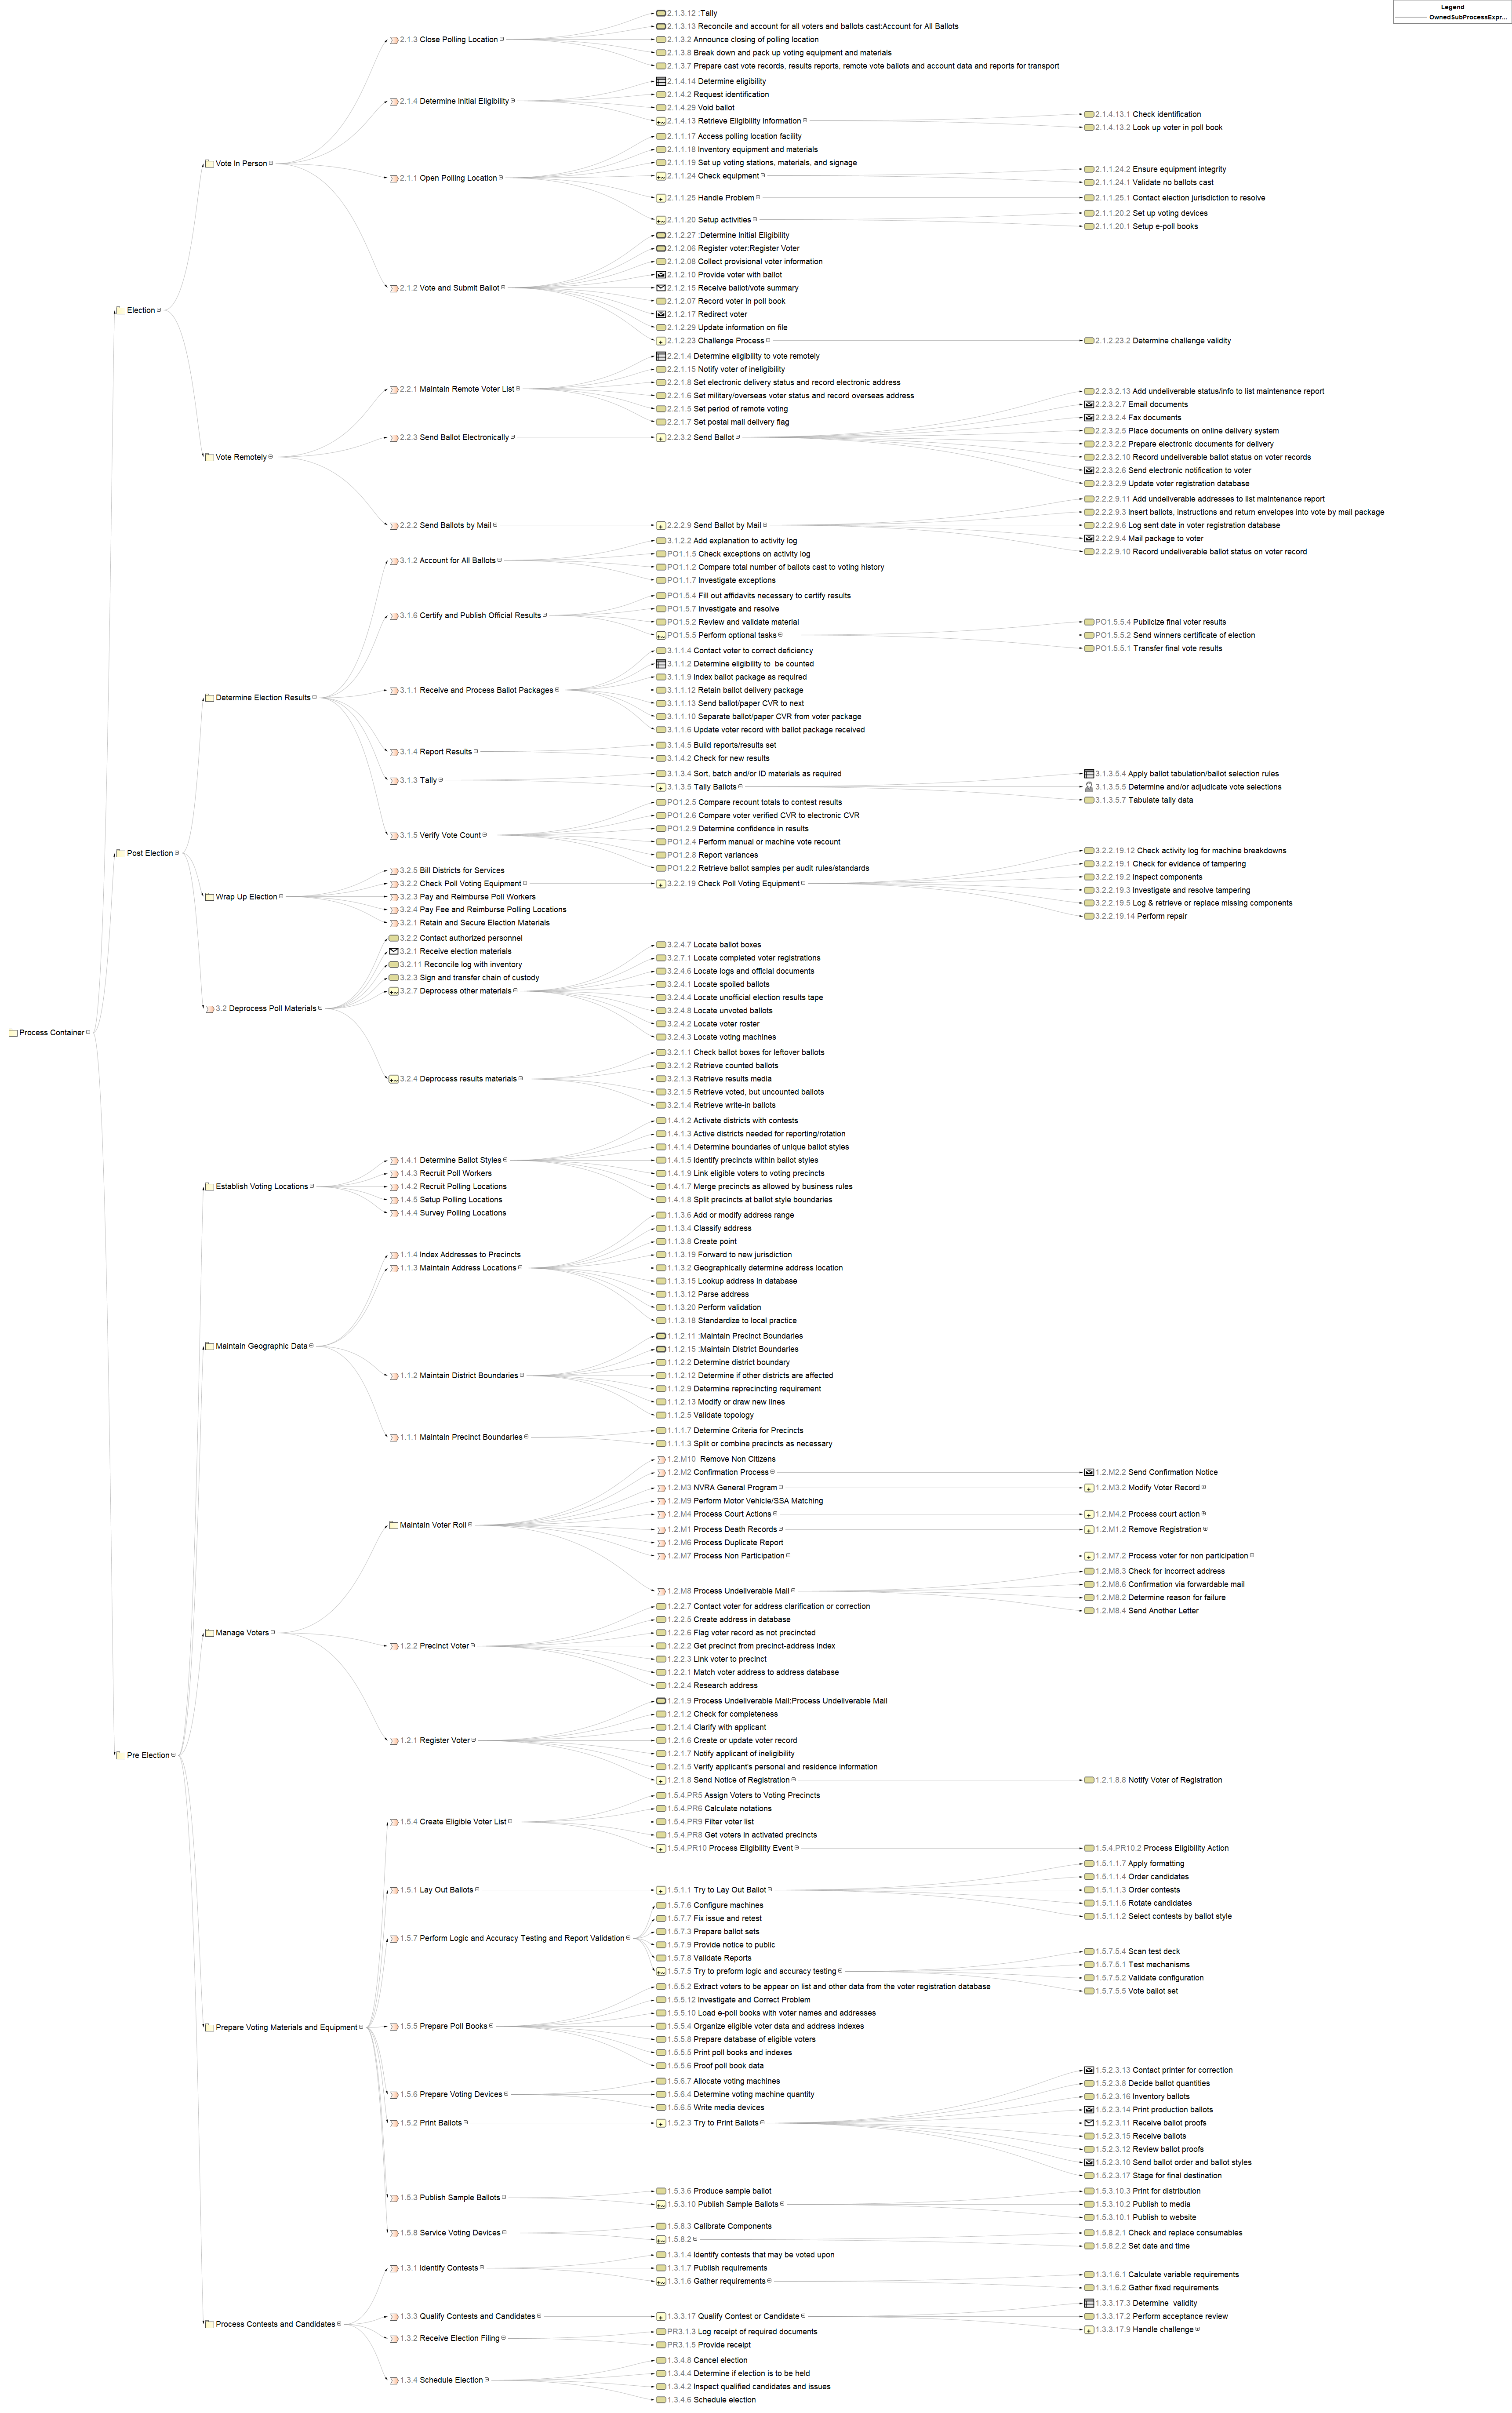 Legend
OwnedSubProcessExpr...
Process Container
Election
Vote In Person
2.1.3 Close Polling Location
2.1.3.12 :Tally
2.1.3.13 Reconcile and account for all voters and ballots cast:Account for All Ballots
2.1.3.2 Announce closing of polling location
2.1.3.8 Break down and pack up voting equipment and materials
2.1.3.7 Prepare cast vote records, results reports, remote vote ballots and account data and reports for transport
2.1.4 Determine Initial Eligibility
2.1.4.14 Determine eligibility
2.1.4.2 Request identification
2.1.4.29 Void ballot
2.1.4.13 Retrieve Eligibility Information
2.1.4.13.1 Check identification
2.1.4.13.2 Look up voter in poll book
2.1.1 Open Polling Location
2.1.1.17 Access polling location facility
2.1.1.18 Inventory equipment and materials
2.1.1.19 Set up voting stations, materials, and signage
2.1.1.24 Check equipment
2.1.1.24.2 Ensure equipment integrity
2.1.1.24.1 Validate no ballots cast
2.1.1.25 Handle Problem
2.1.1.25.1 Contact election jurisdiction to resolve
2.1.1.20 Setup activities
2.1.1.20.2 Set up voting devices
2.1.1.20.1 Setup e-poll books
2.1.2 Vote and Submit Ballot
2.1.2.27 :Determine Initial Eligibility
2.1.2.06 Register voter:Register Voter
2.1.2.08 Collect provisional voter information
2.1.2.10 Provide voter with ballot
2.1.2.15 Receive ballot/vote summary
2.1.2.07 Record voter in poll book
2.1.2.17 Redirect voter
2.1.2.29 Update information on file
2.1.2.23 Challenge Process
2.1.2.23.2 Determine challenge validity
Vote Remotely
2.2.1 Maintain Remote Voter List
2.2.1.4 Determine eligibility to vote remotely
2.2.1.15 Notify voter of ineligibility
2.2.1.8 Set electronic delivery status and record electronic address
2.2.1.6 Set military/overseas voter status and record overseas address
2.2.1.5 Set period of remote voting
2.2.1.7 Set postal mail delivery flag
2.2.3 Send Ballot Electronically
2.2.3.2 Send Ballot
2.2.3.2.13 Add undeliverable status/info to list maintenance report
2.2.3.2.7 Email documents
2.2.3.2.4 Fax documents
2.2.3.2.5 Place documents on online delivery system
2.2.3.2.2 Prepare electronic documents for delivery
2.2.3.2.10 Record undeliverable ballot status on voter records
2.2.3.2.6 Send electronic notification to voter
2.2.3.2.9 Update voter registration database
2.2.2 Send Ballots by Mail
2.2.2.9 Send Ballot by Mail
2.2.2.9.11 Add undeliverable addresses to list maintenance report
2.2.2.9.3 Insert ballots, instructions and return envelopes into vote by mail package
2.2.2.9.6 Log sent date in voter registration database
2.2.2.9.4 Mail package to voter
2.2.2.9.10 Record undeliverable ballot status on voter record
Post Election
Determine Election Results
3.1.2 Account for All Ballots
3.1.2.2 Add explanation to activity log
PO1.1.5 Check exceptions on activity log
PO1.1.2 Compare total number of ballots cast to voting history
PO1.1.7 Investigate exceptions
3.1.6 Certify and Publish Official Results
PO1.5.4 Fill out affidavits necessary to certify results
PO1.5.7 Investigate and resolve
PO1.5.2 Review and validate material
PO1.5.5 Perform optional tasks
PO1.5.5.4 Publicize final voter results
PO1.5.5.2 Send winners certificate of election
PO1.5.5.1 Transfer final vote results
3.1.1 Receive and Process Ballot Packages
3.1.1.4 Contact voter to correct deficiency
3.1.1.2 Determine eligibility to  be counted
3.1.1.9 Index ballot package as required
3.1.1.12 Retain ballot delivery package
3.1.1.13 Send ballot/paper CVR to next
3.1.1.10 Separate ballot/paper CVR from voter package
3.1.1.6 Update voter record with ballot package received
3.1.4 Report Results
3.1.4.5 Build reports/results set
3.1.4.2 Check for new results
3.1.3 Tally
3.1.3.4 Sort, batch and/or ID materials as required
3.1.3.5 Tally Ballots
3.1.3.5.4 Apply ballot tabulation/ballot selection rules
3.1.3.5.5 Determine and/or adjudicate vote selections
3.1.3.5.7 Tabulate tally data
3.1.5 Verify Vote Count
PO1.2.5 Compare recount totals to contest results
PO1.2.6 Compare voter verified CVR to electronic CVR
PO1.2.9 Determine confidence in results
PO1.2.4 Perform manual or machine vote recount
PO1.2.8 Report variances
PO1.2.2 Retrieve ballot samples per audit rules/standards
Wrap Up Election
3.2.5 Bill Districts for Services
3.2.2 Check Poll Voting Equipment
3.2.2.19 Check Poll Voting Equipment
3.2.2.19.12 Check activity log for machine breakdowns
3.2.2.19.1 Check for evidence of tampering
3.2.2.19.2 Inspect components
3.2.2.19.3 Investigate and resolve tampering
3.2.2.19.5 Log & retrieve or replace missing components
3.2.2.19.14 Perform repair
3.2.3 Pay and Reimburse Poll Workers
3.2.4 Pay Fee and Reimburse Polling Locations
3.2.1 Retain and Secure Election Materials
3.2 Deprocess Poll Materials
3.2.2 Contact authorized personnel
3.2.1 Receive election materials
3.2.11 Reconcile log with inventory
3.2.3 Sign and transfer chain of custody
3.2.7 Deprocess other materials
3.2.4.7 Locate ballot boxes
3.2.7.1 Locate completed voter registrations
3.2.4.6 Locate logs and official documents
3.2.4.1 Locate spoiled ballots
3.2.4.4 Locate unofficial election results tape
3.2.4.8 Locate unvoted ballots
3.2.4.2 Locate voter roster
3.2.4.3 Locate voting machines
3.2.4 Deprocess results materials
3.2.1.1 Check ballot boxes for leftover ballots
3.2.1.2 Retrieve counted ballots
3.2.1.3 Retrieve results media
3.2.1.5 Retrieve voted, but uncounted ballots
3.2.1.4 Retrieve write-in ballots
Pre Election
Establish Voting Locations
1.4.1 Determine Ballot Styles
1.4.1.2 Activate districts with contests
1.4.1.3 Active districts needed for reporting/rotation
1.4.1.4 Determine boundaries of unique ballot styles
1.4.1.5 Identify precincts within ballot styles
1.4.1.9 Link eligible voters to voting precincts
1.4.1.7 Merge precincts as allowed by business rules
1.4.1.8 Split precincts at ballot style boundaries
1.4.3 Recruit Poll Workers
1.4.2 Recruit Polling Locations
1.4.5 Setup Polling Locations
1.4.4 Survey Polling Locations
Maintain Geographic Data
1.1.4 Index Addresses to Precincts
1.1.3 Maintain Address Locations
1.1.3.6 Add or modify address range
1.1.3.4 Classify address
1.1.3.8 Create point
1.1.3.19 Forward to new jurisdiction
1.1.3.2 Geographically determine address location
1.1.3.15 Lookup address in database
1.1.3.12 Parse address
1.1.3.20 Perform validation
1.1.3.18 Standardize to local practice
1.1.2 Maintain District Boundaries
1.1.2.11 :Maintain Precinct Boundaries
1.1.2.15 :Maintain District Boundaries
1.1.2.2 Determine district boundary
1.1.2.12 Determine if other districts are affected
1.1.2.9 Determine reprecincting requirement
1.1.2.13 Modify or draw new lines
1.1.2.5 Validate topology
1.1.1 Maintain Precinct Boundaries
1.1.1.7 Determine Criteria for Precincts
1.1.1.3 Split or combine precincts as necessary
Manage Voters
Maintain Voter Roll
1.2.M10  Remove Non Citizens
1.2.M2 Confirmation Process
1.2.M2.2 Send Confirmation Notice
1.2.M3 NVRA General Program
1.2.M3.2 Modify Voter Record
1.2.M9 Perform Motor Vehicle/SSA Matching
1.2.M4 Process Court Actions
1.2.M4.2 Process court action
1.2.M1 Process Death Records
1.2.M1.2 Remove Registration
1.2.M6 Process Duplicate Report
1.2.M7 Process Non Participation
1.2.M7.2 Process voter for non participation
1.2.M8 Process Undeliverable Mail
1.2.M8.3 Check for incorrect address
1.2.M8.6 Confirmation via forwardable mail
1.2.M8.2 Determine reason for failure
1.2.M8.4 Send Another Letter
1.2.2 Precinct Voter
1.2.2.7 Contact voter for address clarification or correction
1.2.2.5 Create address in database
1.2.2.6 Flag voter record as not precincted
1.2.2.2 Get precinct from precinct-address index
1.2.2.3 Link voter to precinct
1.2.2.1 Match voter address to address database
1.2.2.4 Research address
1.2.1 Register Voter
1.2.1.9 Process Undeliverable Mail:Process Undeliverable Mail
1.2.1.2 Check for completeness
1.2.1.4 Clarify with applicant
1.2.1.6 Create or update voter record
1.2.1.7 Notify applicant of ineligibility
1.2.1.5 Verify applicant's personal and residence information
1.2.1.8 Send Notice of Registration
1.2.1.8.8 Notify Voter of Registration
Prepare Voting Materials and Equipment
1.5.4 Create Eligible Voter List
1.5.4.PR5 Assign Voters to Voting Precincts
1.5.4.PR6 Calculate notations
1.5.4.PR9 Filter voter list
1.5.4.PR8 Get voters in activated precincts
1.5.4.PR10 Process Eligibility Event
1.5.4.PR10.2 Process Eligibility Action
1.5.1 Lay Out Ballots
1.5.1.1 Try to Lay Out Ballot
1.5.1.1.7 Apply formatting
1.5.1.1.4 Order candidates
1.5.1.1.3 Order contests
1.5.1.1.6 Rotate candidates
1.5.1.1.2 Select contests by ballot style
1.5.7 Perform Logic and Accuracy Testing and Report Validation
1.5.7.6 Configure machines
1.5.7.7 Fix issue and retest
1.5.7.3 Prepare ballot sets
1.5.7.9 Provide notice to public
1.5.7.8 Validate Reports
1.5.7.5 Try to preform logic and accuracy testing
1.5.7.5.4 Scan test deck
1.5.7.5.1 Test mechanisms
1.5.7.5.2 Validate configuration
1.5.7.5.5 Vote ballot set
1.5.5 Prepare Poll Books
1.5.5.2 Extract voters to be appear on list and other data from the voter registration database
1.5.5.12 Investigate and Correct Problem
1.5.5.10 Load e-poll books with voter names and addresses
1.5.5.4 Organize eligible voter data and address indexes
1.5.5.8 Prepare database of eligible voters
1.5.5.5 Print poll books and indexes
1.5.5.6 Proof poll book data
1.5.6 Prepare Voting Devices
1.5.6.7 Allocate voting machines
1.5.6.4 Determine voting machine quantity
1.5.6.5 Write media devices
1.5.2 Print Ballots
1.5.2.3 Try to Print Ballots
1.5.2.3.13 Contact printer for correction
1.5.2.3.8 Decide ballot quantities
1.5.2.3.16 Inventory ballots
1.5.2.3.14 Print production ballots
1.5.2.3.11 Receive ballot proofs
1.5.2.3.15 Receive ballots
1.5.2.3.12 Review ballot proofs
1.5.2.3.10 Send ballot order and ballot styles
1.5.2.3.17 Stage for final destination
1.5.3 Publish Sample Ballots
1.5.3.6 Produce sample ballot
1.5.3.10 Publish Sample Ballots
1.5.3.10.3 Print for distribution
1.5.3.10.2 Publish to media
1.5.3.10.1 Publish to website
1.5.8 Service Voting Devices
1.5.8.3 Calibrate Components
1.5.8.2
1.5.8.2.1 Check and replace consumables
1.5.8.2.2 Set date and time
Process Contests and Candidates
1.3.1 Identify Contests
1.3.1.4 Identify contests that may be voted upon
1.3.1.7 Publish requirements
1.3.1.6 Gather requirements
1.3.1.6.1 Calculate variable requirements
1.3.1.6.2 Gather fixed requirements
1.3.3 Qualify Contests and Candidates
1.3.3.17 Qualify Contest or Candidate
1.3.3.17.3 Determine  validity
1.3.3.17.2 Perform acceptance review
1.3.3.17.9 Handle challenge
1.3.2 Receive Election Filing
PR3.1.3 Log receipt of required documents
PR3.1.5 Provide receipt
1.3.4 Schedule Election
1.3.4.8 Cancel election
1.3.4.4 Determine if election is to be held
1.3.4.2 Inspect qualified candidates and issues
1.3.4.6 Schedule election